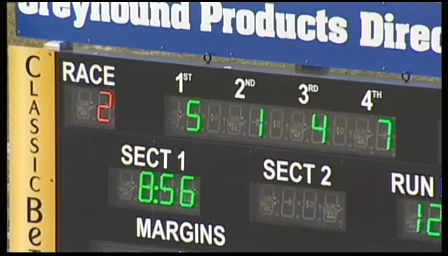 Greyhound Products Direc
CLASSIC Be
RACE 1ST 2ND 3RD 4TH
2 5 1 4 7
SECT 1 SECT 2 RUN
8:56 12
MARGINS